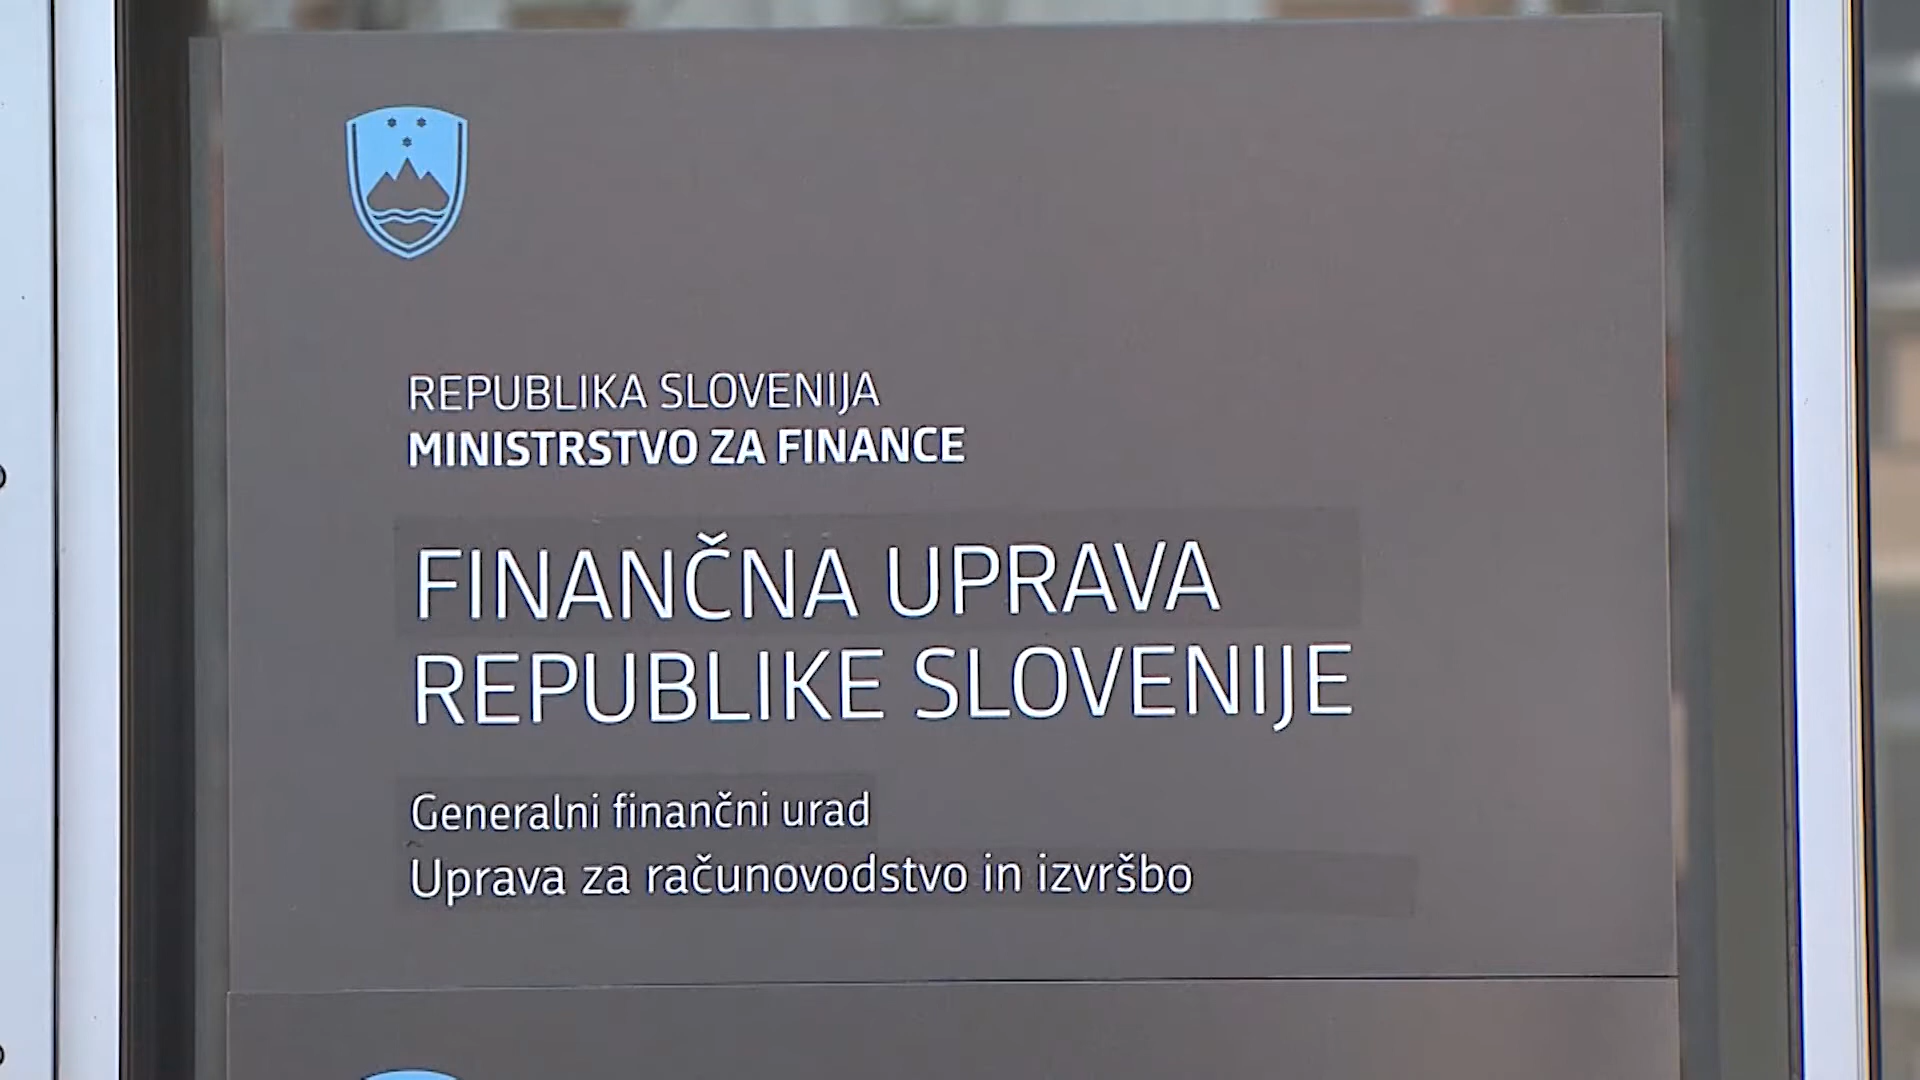 REPUBLIKA SLOVENIJA
MINISTRSTVO ZA FINANCE
FINANČNA UPRAVA
REPUBLIKE SLOVENIJE
Generalni finančni urad
Uprava za računovodstvo in izvršbo